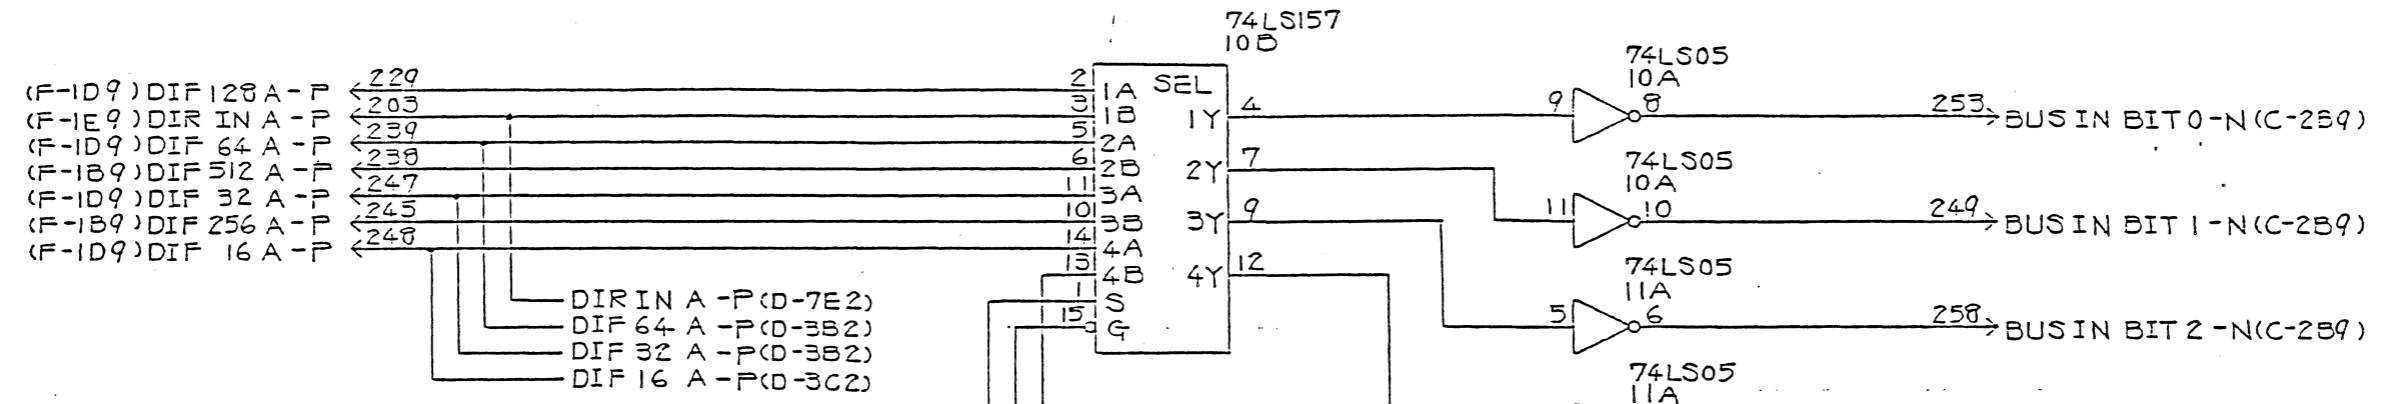 74LS157
10B
74LS05
10A
(F-1D9)DIF 128 A-P 229 2 1A SEL
(F-1E9)DIR IN A-P 203 3 1B 1Y 4 9 8 253 BUS IN BIT 0-N(C-2B9)
(F-1D9)DIF 64 A-P 239 5 2A
74LS05
10A
(F-1B9)DIF 512 A-P 238 6 2B 2Y 7
(F-1D9)DIF 32 A-P 247 11 3A
(F-1B9)DIF 256 A-P 245 10 3B 3Y 9 11 10 249 BUS IN BIT 1-N(C-2B9)
(F-1D9)DIF 16 A-P 248 14 4A
13 4B 4Y 12
74LS05
11A
DIR IN A-P(D-7E2) 1 S
DIF 64 A-P(D-3B2) 15 G 5 6 258 BUS IN BIT 2-N(C-2B9)
DIF 32 A-P(D-3B2)
DIF 16 A-P(D-3C2)
74LS05
11A